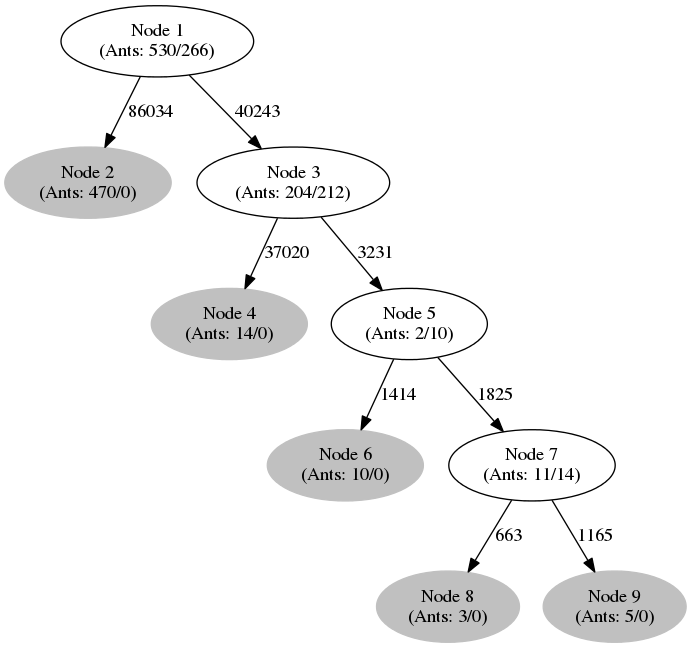 Node 1
(Ants: 530/266)
86034
40243
Node 2
(Ants: 470/0)
Node 3
(Ants: 204/212)
37020
3231
Node 4
(Ants: 14/0)
Node 5
(Ants: 2/10)
1414
1825
Node 6
(Ants: 10/0)
Node 7
(Ants: 11/14)
663
1165
Node 8
(Ants: 3/0)
Node 9
(Ants: 5/0)